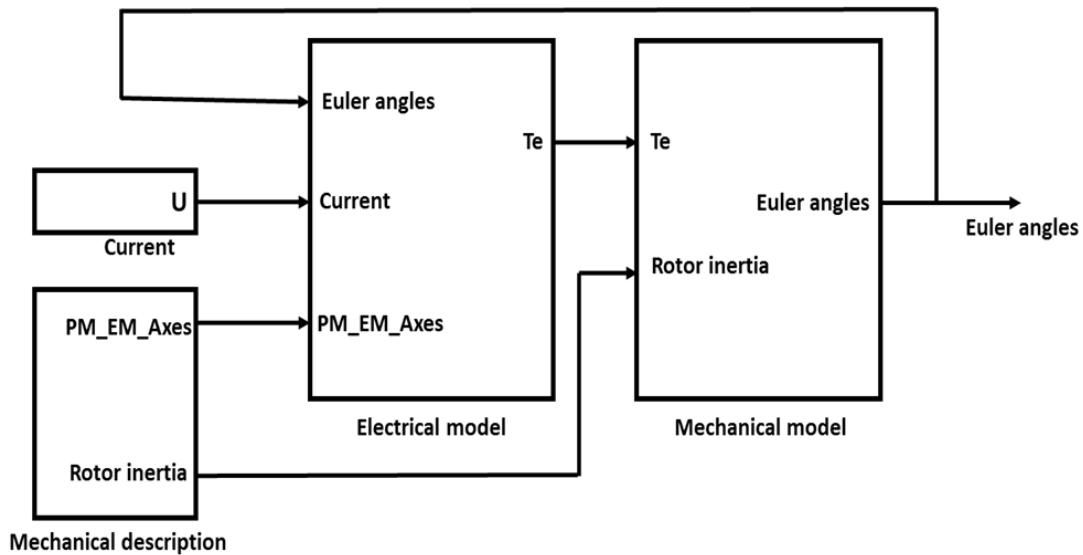 Euler angles
Te
Te
U
Current
Euler angles
Euler angles
Current
Rotor inertia
PM_EM_Axes
PM_EM_Axes
Electrical model
Mechanical model
Rotor inertia
Mechanical description